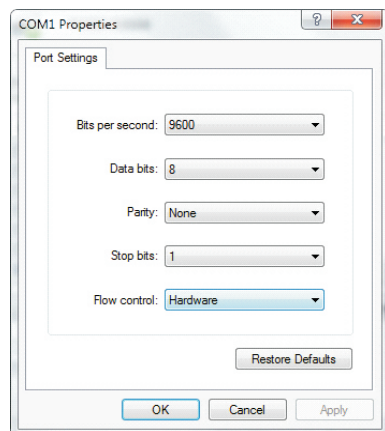 COM1 Properties
Port Settings
Bits per second: 9600
Data bits: 8
Parity: None
Stop bits: 1
Flow control: Hardware
Restore Defaults
OK Cancel Apply